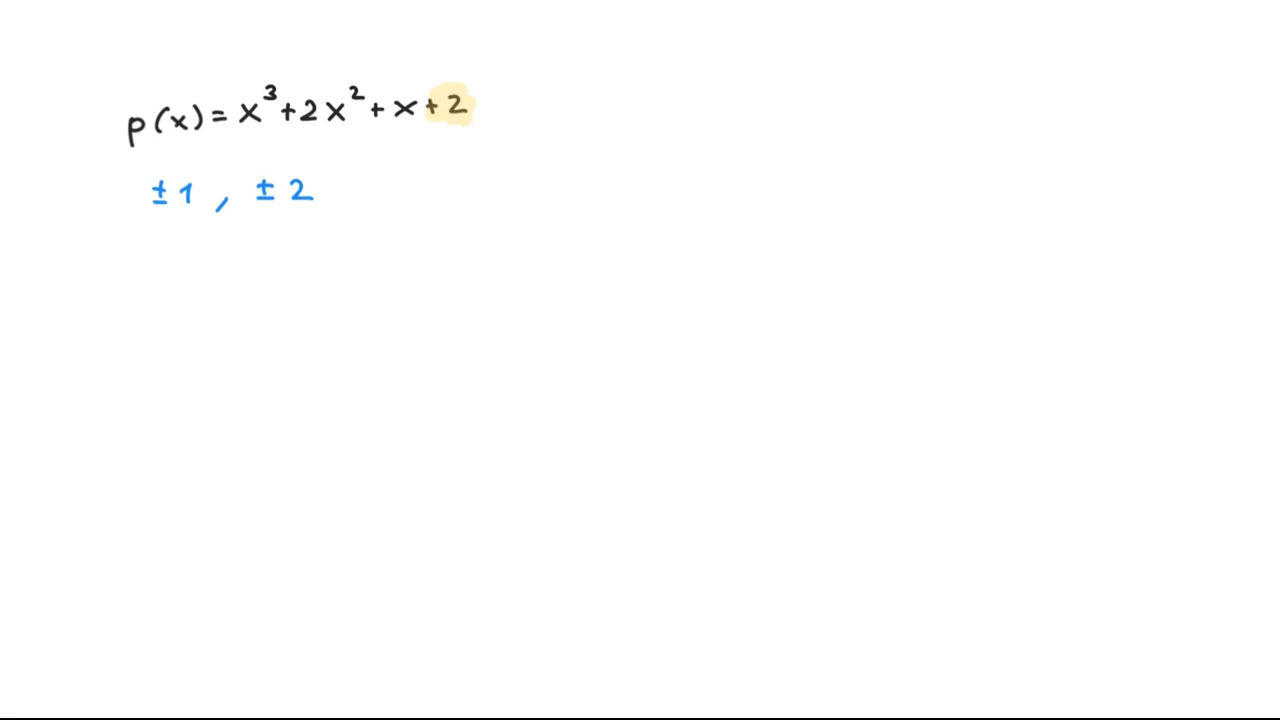 p(x) = x³ + 2x² + x + 2
± 1 , ± 2